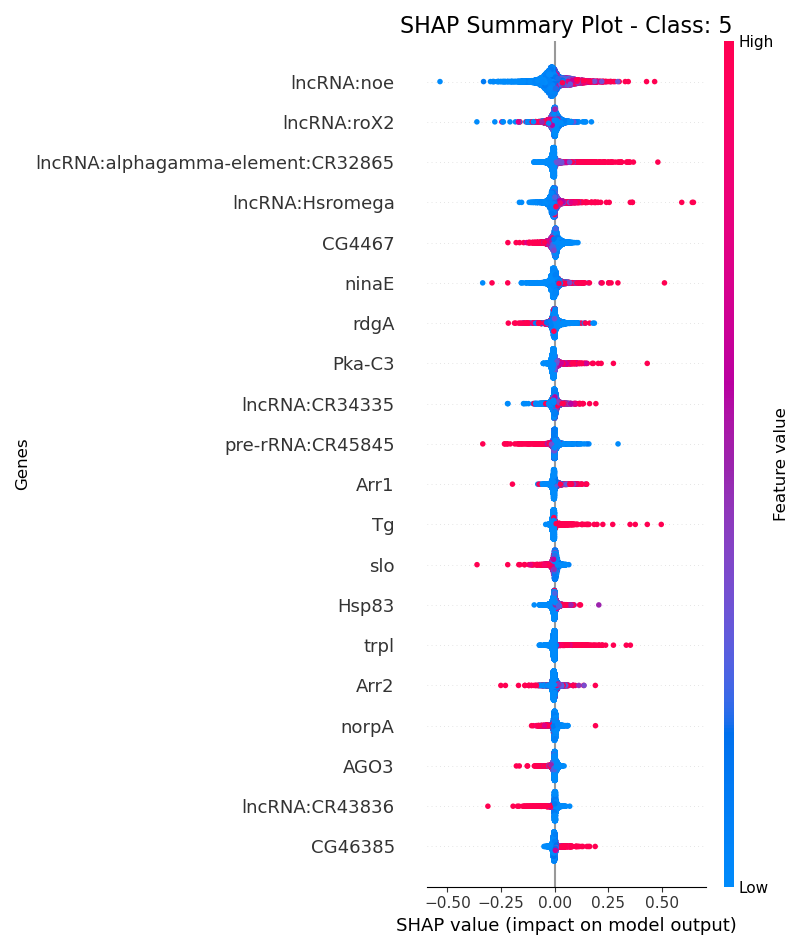 SHAP Summary Plot - Class: 5
High
lncRNA:noe
lncRNA:roX2
lncRNA:alphagamma-element:CR32865
lncRNA:Hsromega
CG4467
ninaE
rdgA
Pka-C3
lncRNA:CR34335
pre-rRNA:CR45845
Arr1
Tg
slo
Hsp83
trpl
Arr2
norpA
AGO3
lncRNA:CR43836
CG46385
Genes
Feature value
Low
−0.50 −0.25 0.00 0.25 0.50
SHAP value (impact on model output)